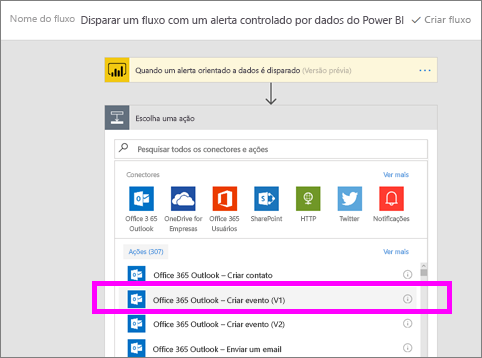 Nome do fluxo Disparar um fluxo com um alerta controlado por dados do Power BI Criar fluxo
Quando um alerta orientado a dados é disparado (Versão prévia)
Escolha uma ação
Pesquisar todos os conectores e ações
Conectores Ver mais
Office 3 65 Outlook
OneDrive for Empresas
Office 365 Usuários
SharePoint
HTTP
Twitter
Notificações
Ações (307) Ver mais
Office 365 Outlook – Criar contato
Office 365 Outlook – Criar evento (V1)
Office 365 Outlook – Criar evento (V2)
Office 365 Outlook – Enviar um email